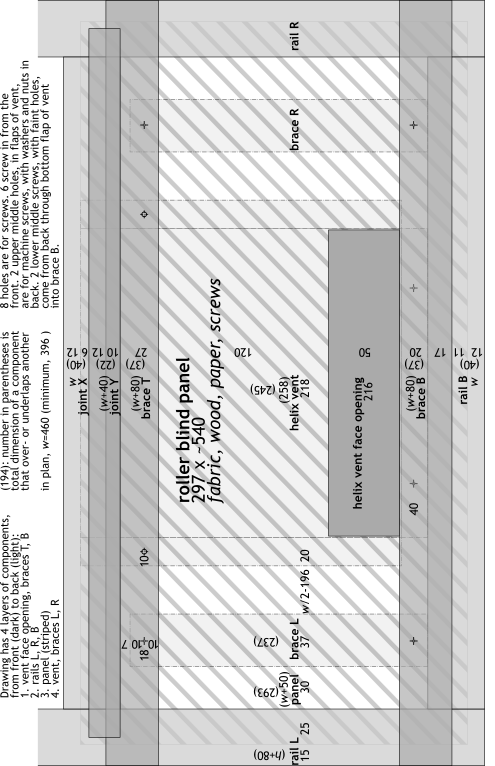 Drawing has 4 layers of components,
from front (dark) to back (light):
1. vent face opening, braces T, B
2. rails L, R, B
3. panel (striped)
4. vent, braces L, R
(194): number in parentheses is
total dimension of a component
that over- or underlaps another
in plan, w=460 (minimum, 396 )
8 holes are for screws. 6 screw in from the
front. 2 upper middle holes, in flaps of vent,
are for machine screws, with washers and nuts in
back. 2 lower middle screws, with faint holes,
come from back through bottom flap of vent
into brace B.
w
joint X
(40)
6 12
(w+40)
joint Y
(22)
10 12
(w+80)
brace T
(37)
27
roller blind panel
297 x ~540
fabric, wood, paper, screws
120
(245)
(258)
helix vent
218
helix vent face opening
216
50
(w+80)
brace B
(37)
20
17
rail B
w
(40)
11
12
rail R
brace R
10
18
10
10 7
40
20
w/2-196
(237)
brace L
37
(293)
(w+50)
panel
30
25
(h+80)
rail L
15